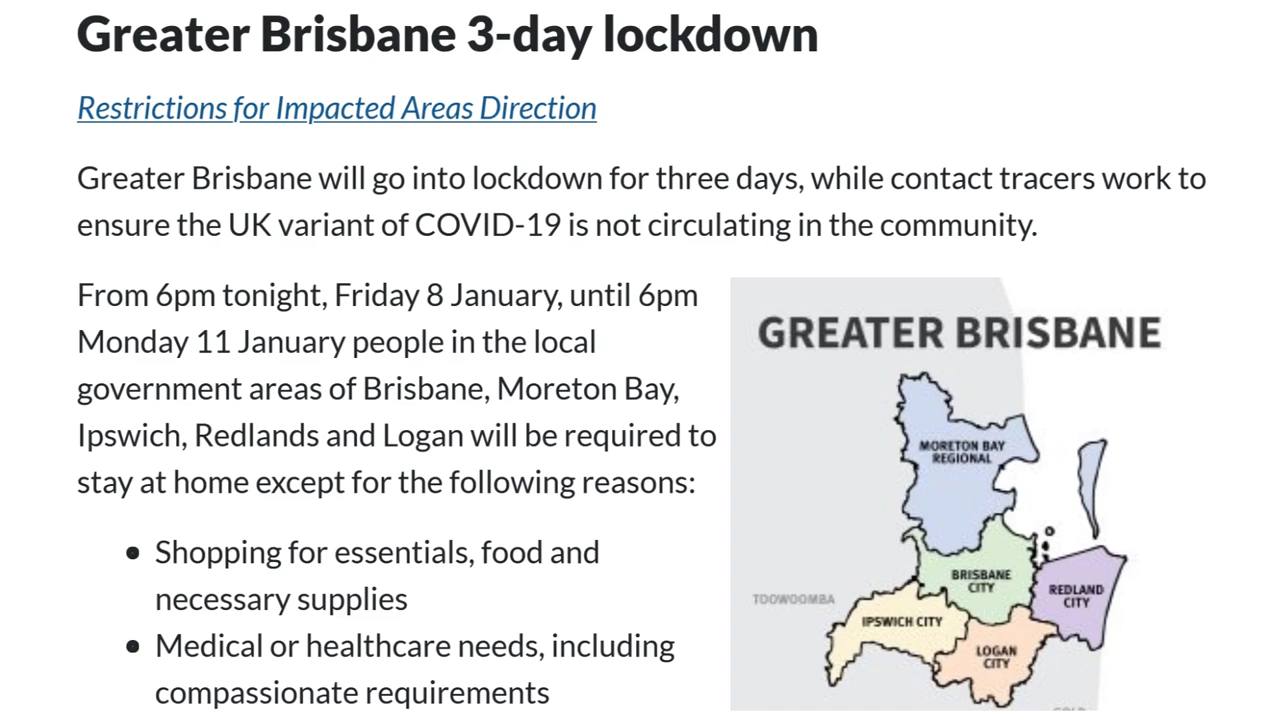 Greater Brisbane 3-day lockdown
Restrictions for Impacted Areas Direction
Greater Brisbane will go into lockdown for three days, while contact tracers work to
ensure the UK variant of COVID-19 is not circulating in the community.
From 6pm tonight, Friday 8 January, until 6pm
Monday 11 January people in the local
government areas of Brisbane, Moreton Bay,
Ipswich, Redlands and Logan will be required to
stay at home except for the following reasons:
• Shopping for essentials, food and
necessary supplies
• Medical or healthcare needs, including
compassionate requirements
GREATER BRISBANE
MORETON BAY
REGIONAL
BRISBANE
CITY
REDLAND
CITY
TOOWOOMBA
IPSWICH CITY
LOGAN
CITY